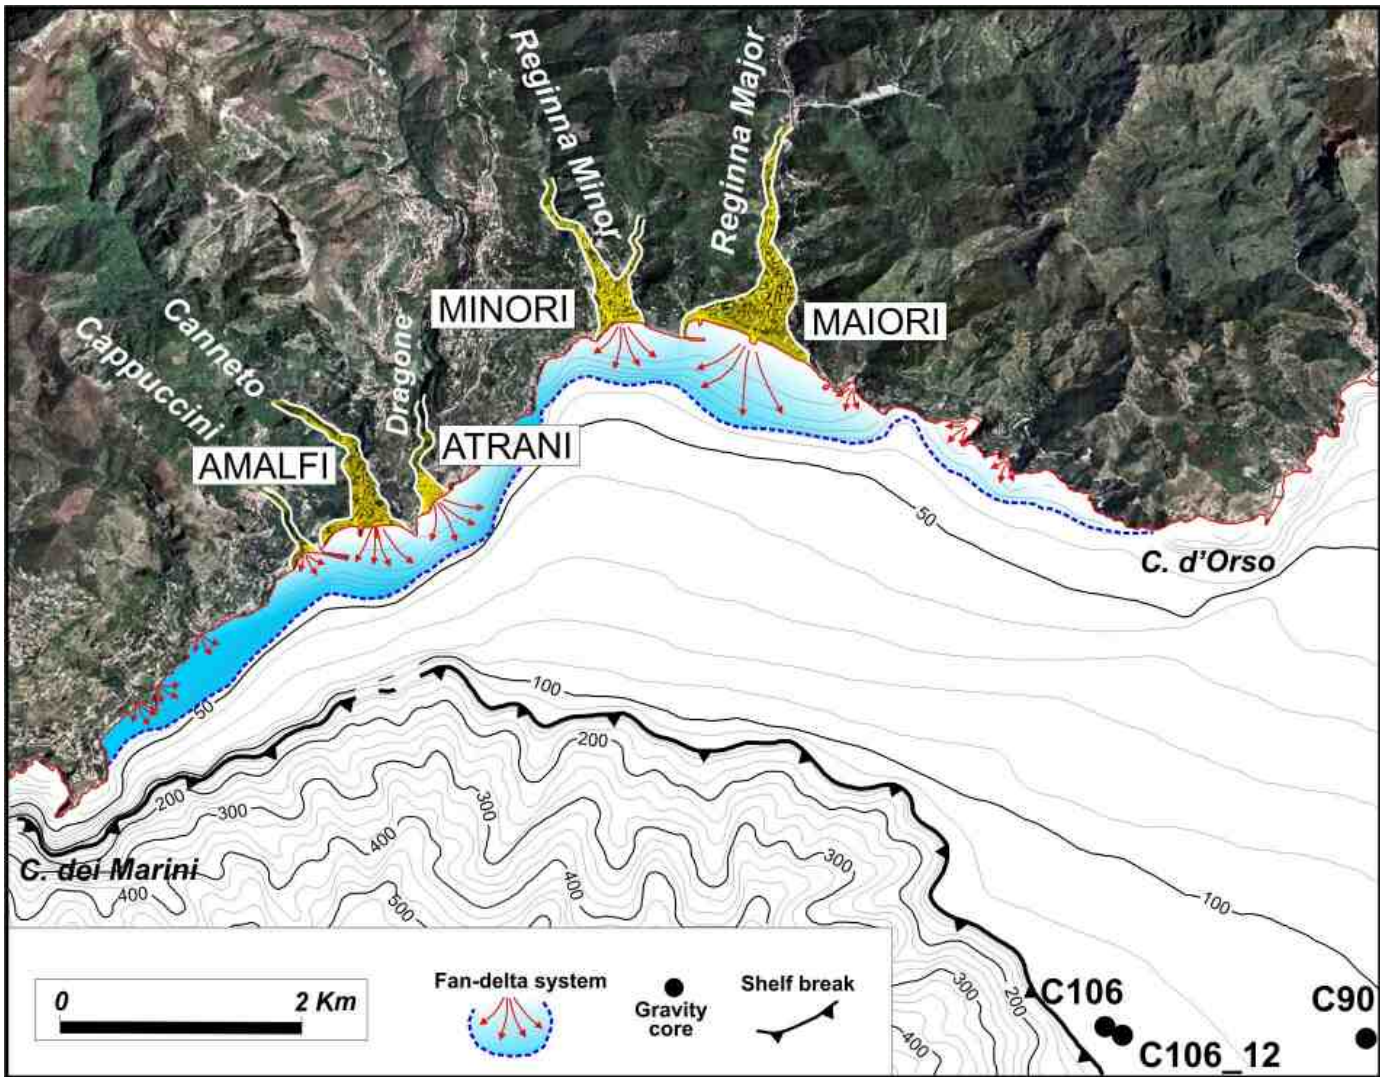 Reginna Minor
Reginna Major
MINORI
MAIORI
Canneto
Cappuccini
Dragone
AMALFI
ATRANI
50
C. d'Orso
50
100
200
200
300
300
400
300
C. dei Marini
400
400
500
100
300
200
400
C106
C106_12
C90
0
2 Km
Fan-delta system
Gravity
core
Shelf break